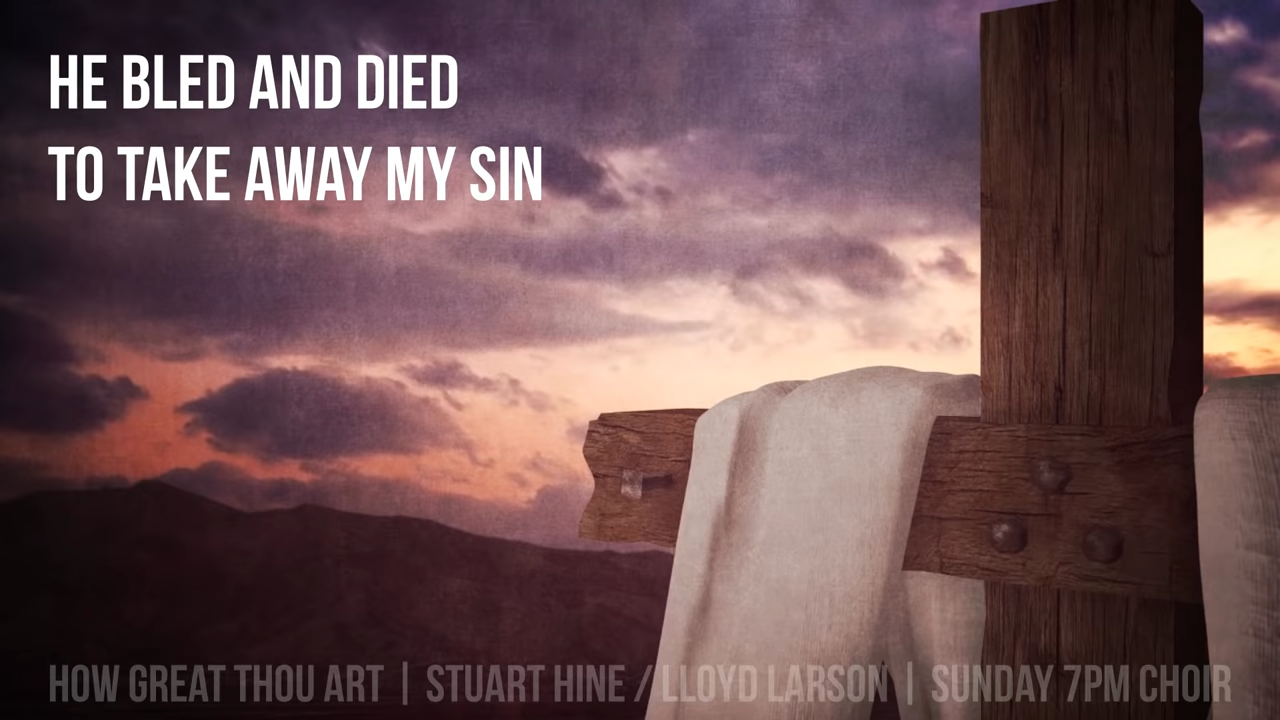 HE BLED AND DIED
TO TAKE AWAY MY SIN
HOW GREAT THOU ART | STUART HINE / LLOYD LARSON | SUNDAY 7PM CHOIR